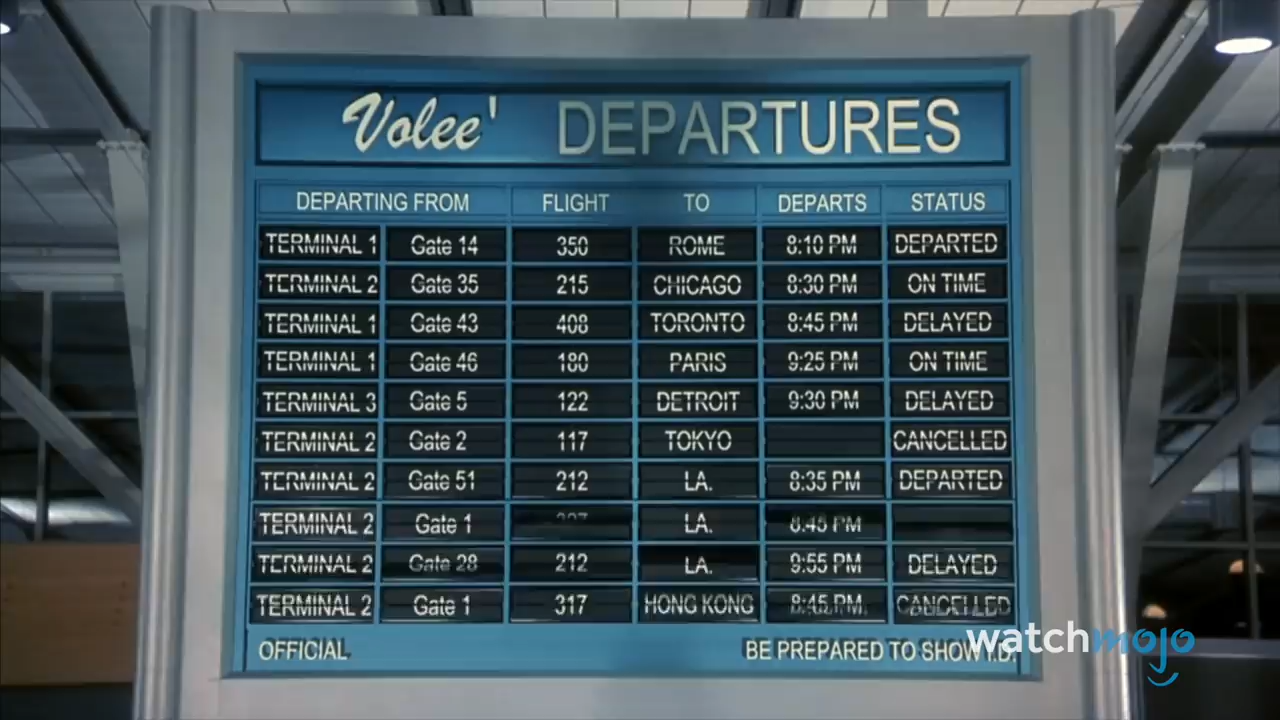 Volee' DEPARTURES
DEPARTING FROM FLIGHT TO DEPARTS STATUS
TERMINAL 1 Gate 14 350 ROME 8:10 PM DEPARTED
TERMINAL 2 Gate 35 215 CHICAGO 8:30 PM ON TIME
TERMINAL 1 Gate 43 408 TORONTO 8:45 PM DELAYED
TERMINAL 1 Gate 46 180 PARIS 9:25 PM ON TIME
TERMINAL 3 Gate 5 122 DETROIT 9:30 PM DELAYED
TERMINAL 2 Gate 2 117 TOKYO CANCELLED
TERMINAL 2 Gate 51 212 LA. 8:35 PM DEPARTED
TERMINAL 2 Gate 1 LA. 8:45 PM
TERMINAL 2 Gate 28 212 LA. 9:55 PM DELAYED
TERMINAL 2 Gate 1 317 HONG KONG 8:45 PM CANCELLED
OFFICIAL BE PREPARED TO SHOW I.D.
watchmojo